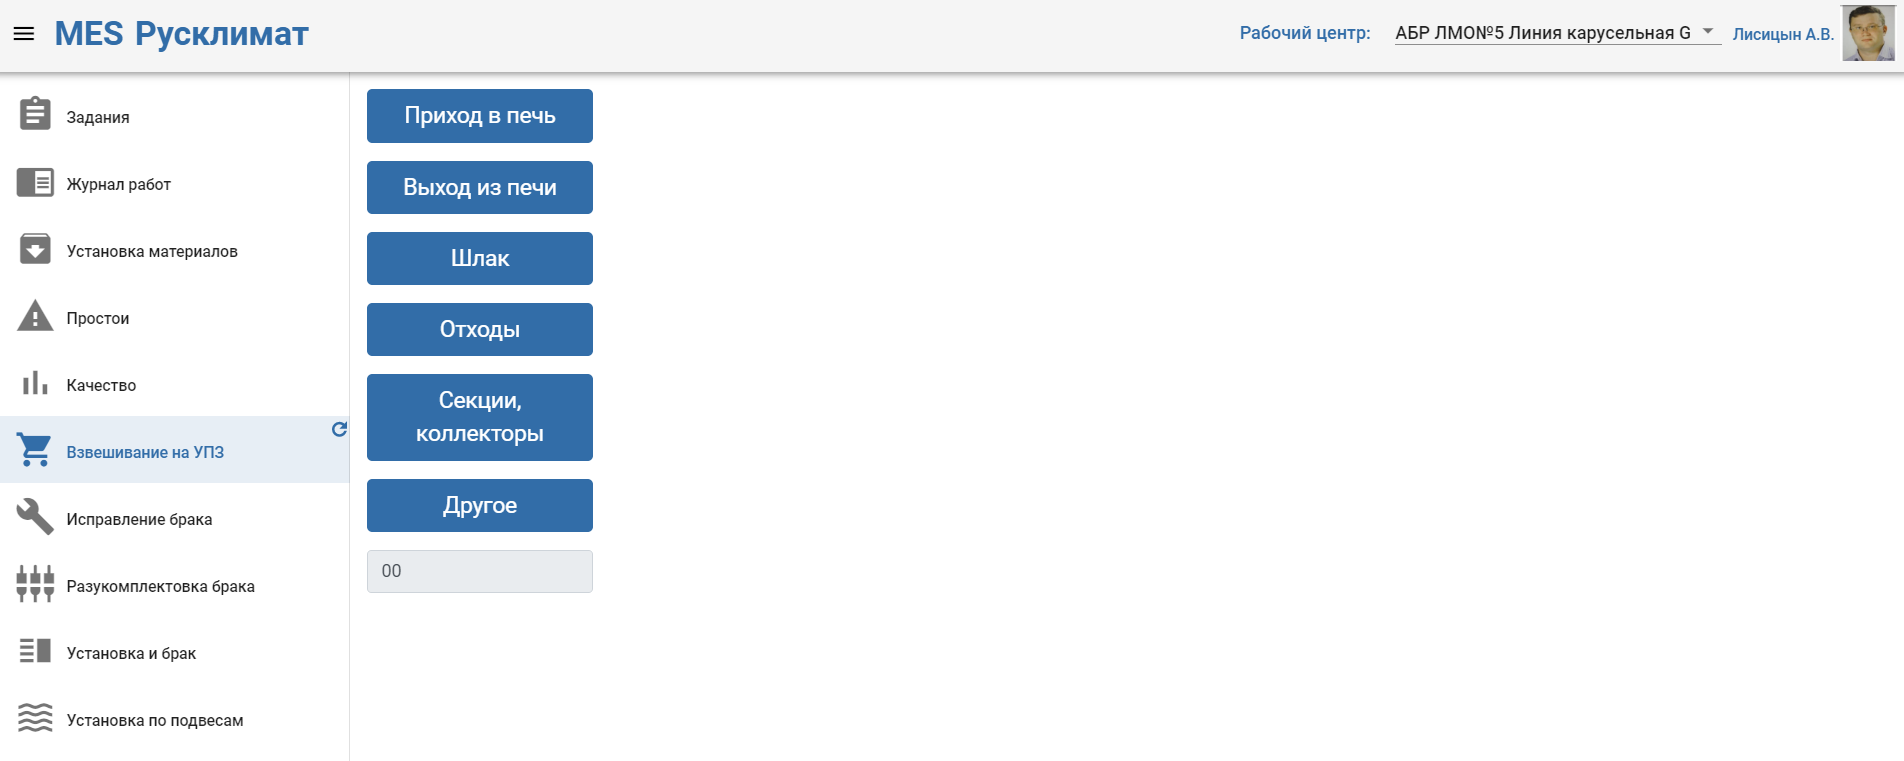 MES Русклимат
Рабочий центр: АБР ЛМО№5 Линия карусельная G Лисицын А.В.
Задания
Журнал работ
Установка материалов
Простои
Качество
Взвешивание на УПЗ
Исправление брака
Разукомплектовка брака
Установка и брак
Установка по подвесам
Приход в печь
Выход из печи
Шлак
Отходы
Секции,
коллекторы
Другое
00